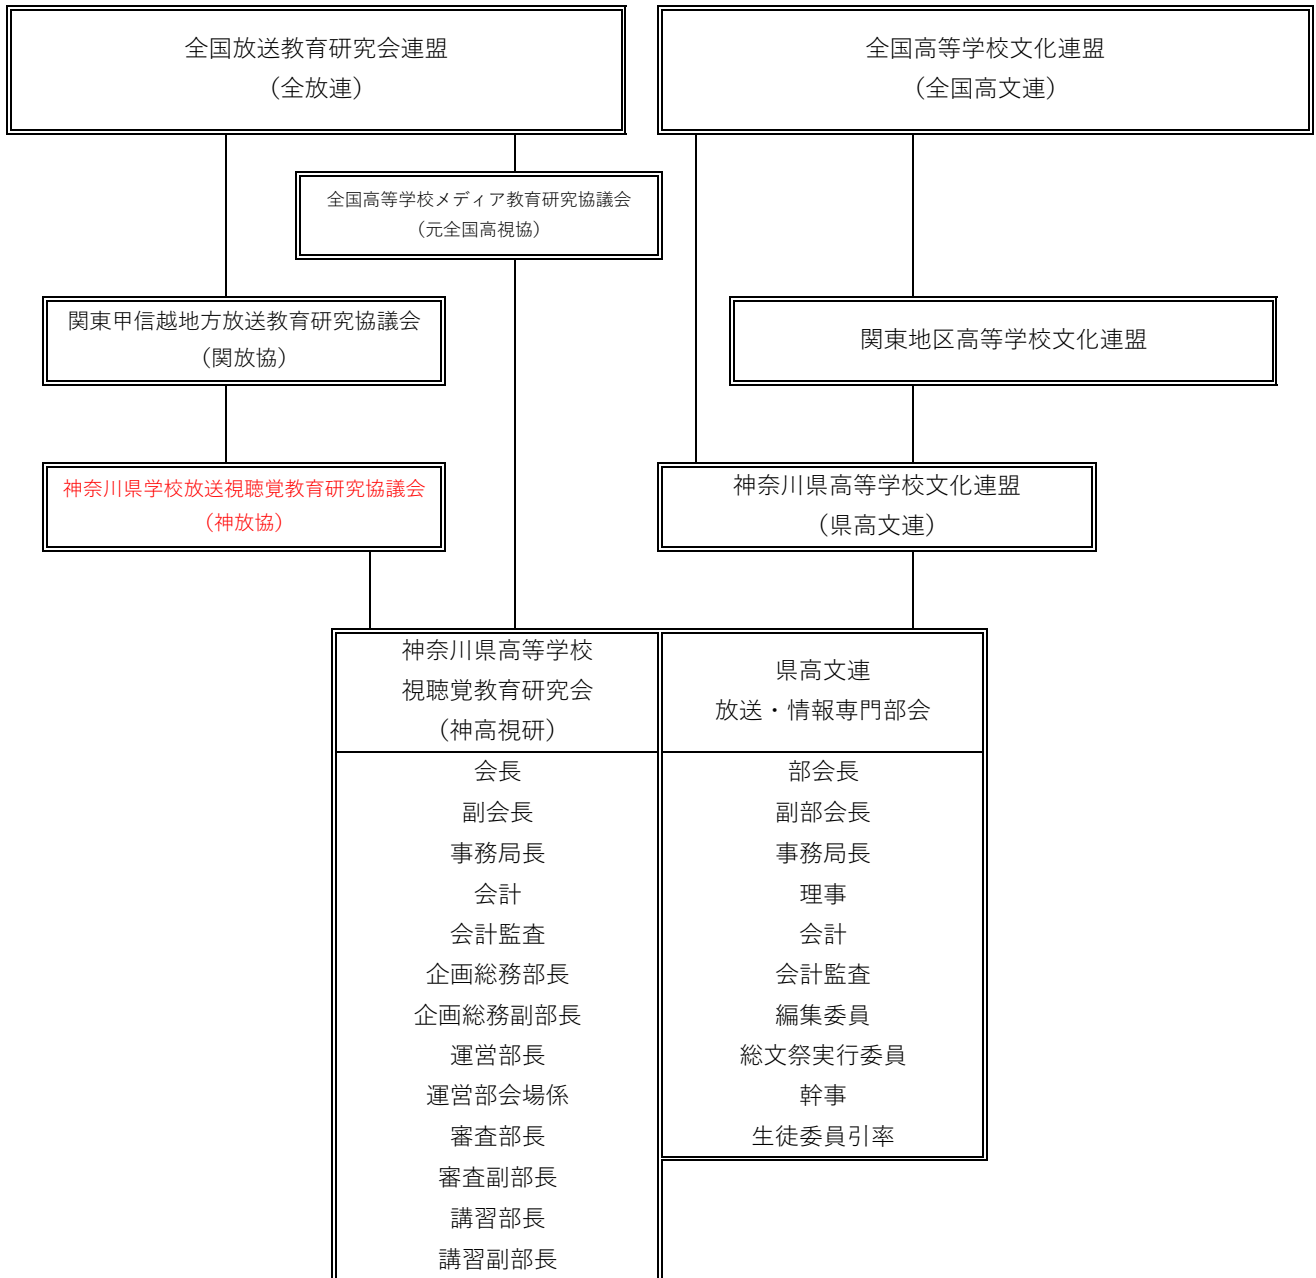 全国放送教育研究会連盟
（全放連）
全国高等学校文化連盟
（全国高文連）
全国高等学校メディア教育研究協議会
（元全国高視協）
関東甲信越地方放送教育研究協議会
（関放協）
関東地区高等学校文化連盟
神奈川県学校放送視聴覚教育研究協議会
（神放協）
神奈川県高等学校文化連盟
（県高文連）
神奈川県高等学校
視聴覚教育研究会
（神高視研）
会長
副会長
事務局長
会計
会計監査
企画総務部長
企画総務副部長
運営部長
運営部会場係
審査部長
審査副部長
講習部長
講習副部長
県高文連
放送・情報専門部会
部会長
副部会長
事務局長
理事
会計
会計監査
編集委員
総文祭実行委員
幹事
生徒委員引率